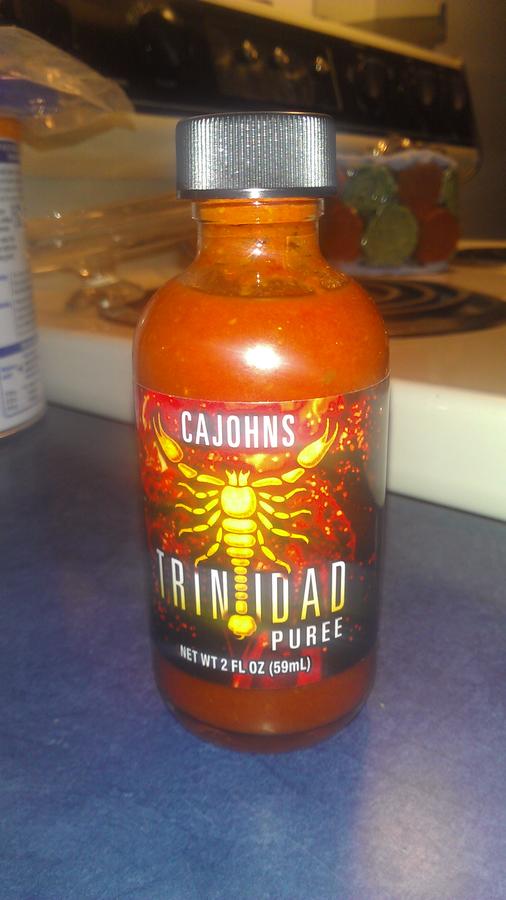 CAJOHNS
TRINIDAD
PUREE
NET WT 2 FL OZ (59mL)